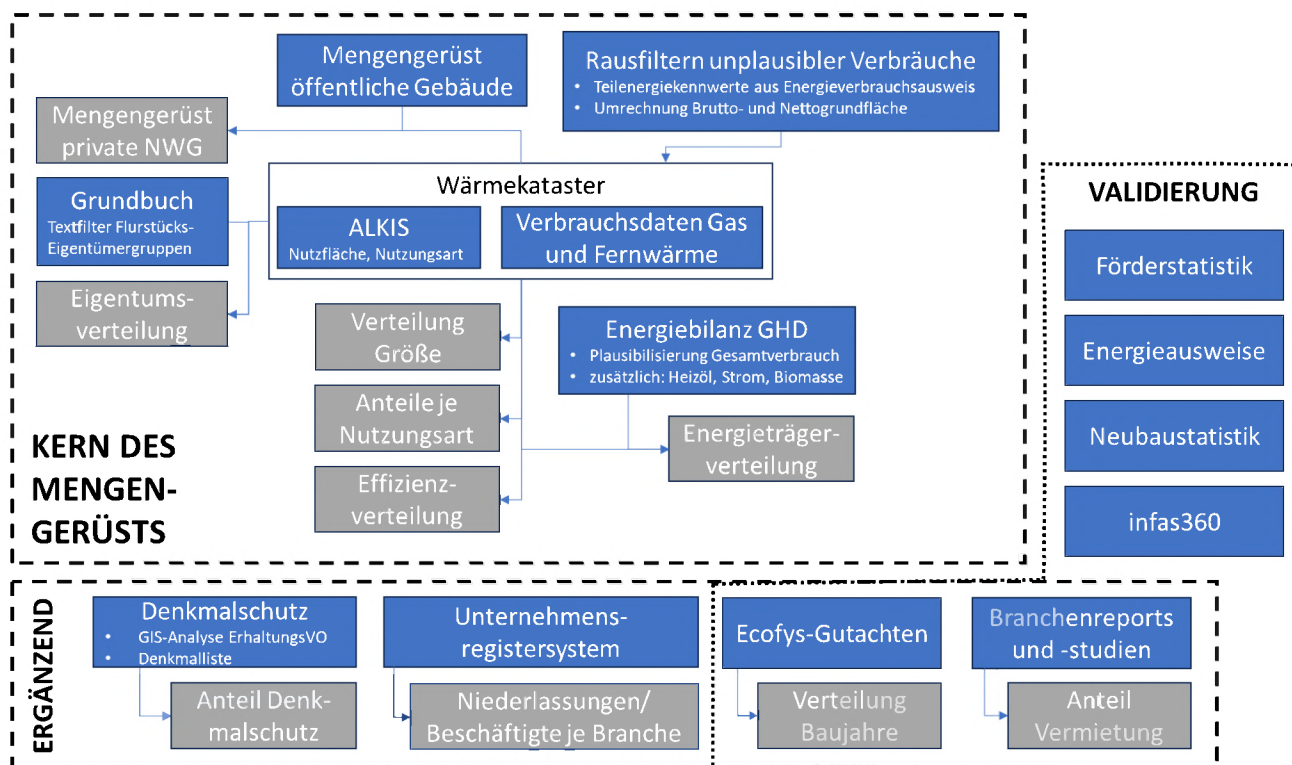 Mengengerüst
öffentliche Gebäude
Rausfiltern unplausibler Verbräuche
• Teilenergiekennwerte aus Energieverbrauchsausweis
• Umrechnung Brutto- und Nettogrundfläche
Mengengerüst
private NWG
Grundbuch
Textfilter Flurstücks-
Eigentümergruppen
Eigentums-
verteilung
Wärmekataster
ALKIS
Nutzfläche, Nutzungsart
Verbrauchsdaten Gas
und Fernwärme
Verteilung
Größe
Anteile je
Nutzungsart
Effizienz-
verteilung
Energiebilanz GHD
• Plausibilisierung Gesamtverbrauch
• zusätzlich: Heizöl, Strom, Biomasse
Energieträger-
verteilung
KERN DES
MENGEN-
GERÜSTS
VALIDIERUNG
Förderstatistik
Energieausweise
Neubaustatistik
infas360
ERGÄNZEND
Denkmalschutz
• GIS-Analyse ErhaltungsVO
• Denkmalliste
Anteil Denk-
malschutz
Unternehmens-
registersystem
Niederlassungen/
Beschäftigte je Branche
Ecofys-Gutachten
Verteilung
Baujahre
Branchenreports
und -studien
Anteil
Vermietung